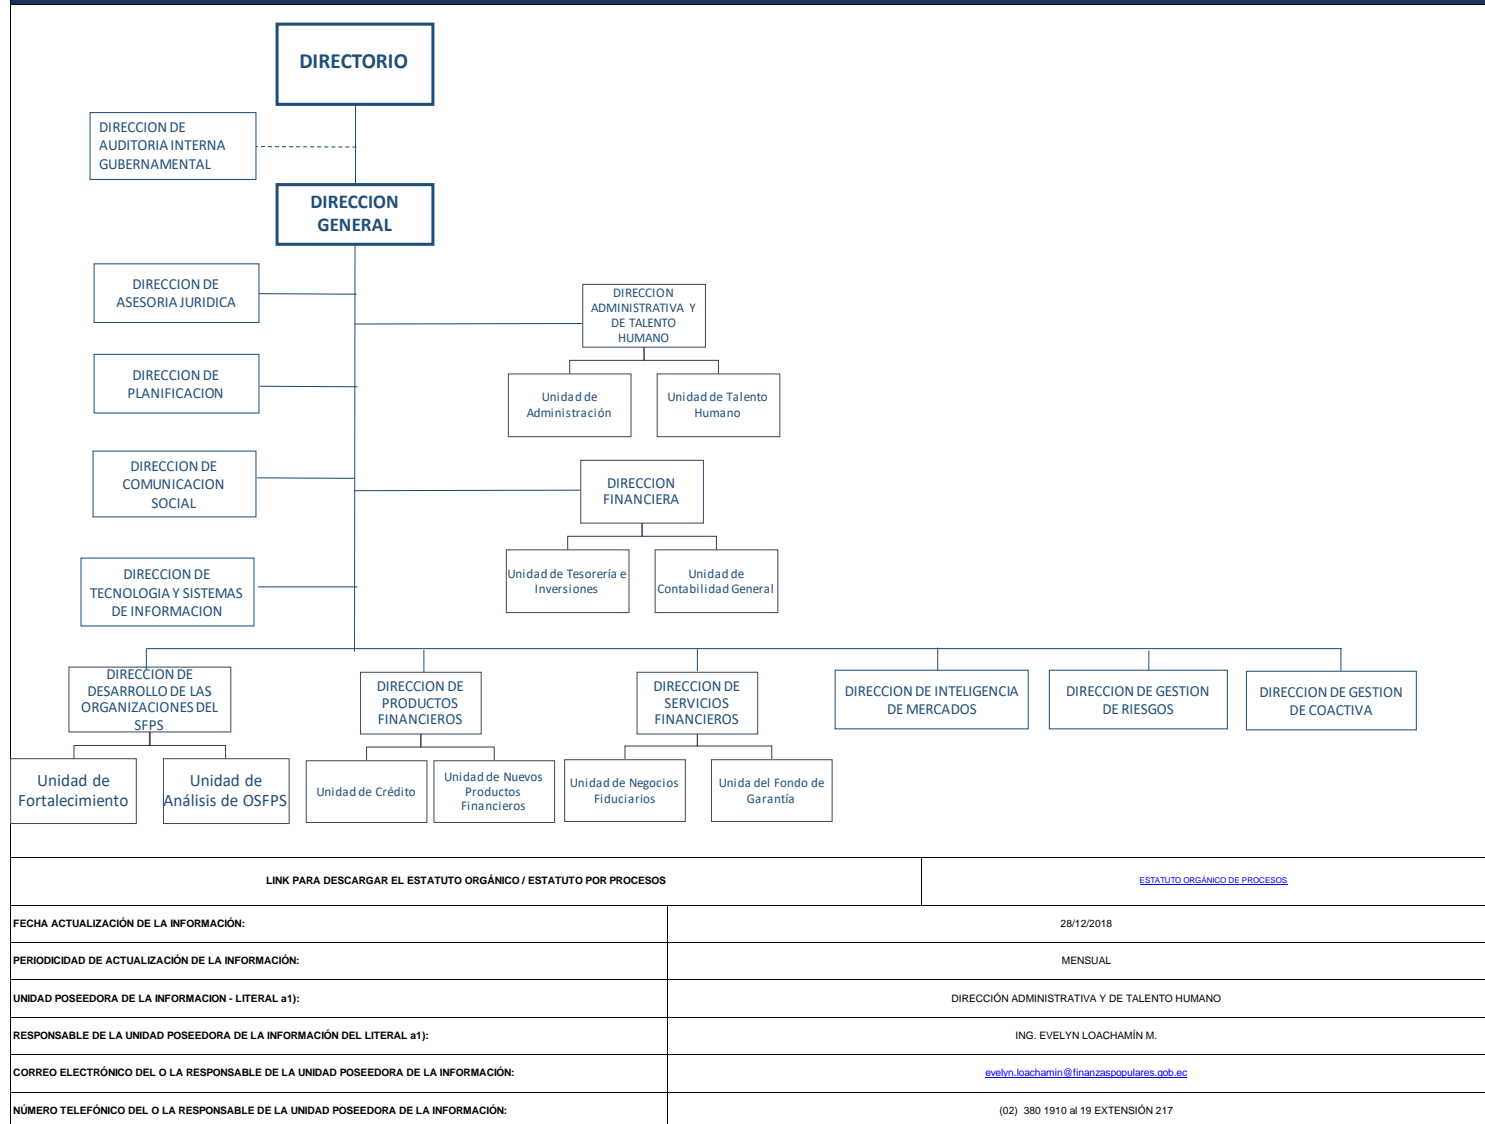 DIRECTORIO
DIRECCION DE
AUDITORIA INTERNA
GUBERNAMENTAL
DIRECCION
GENERAL
DIRECCION DE
ASESORIA JURIDICA
DIRECCION
ADMINISTRATIVA Y
DE TALENTO
HUMANO
DIRECCION DE
PLANIFICACION
Unidad de
Administración
Unidad de Talento
Humano
DIRECCION DE
COMUNICACION
SOCIAL
DIRECCION
FINANCIERA
DIRECCION DE
TECNOLOGIA Y SISTEMAS
DE INFORMACION
Unidad de Tesorería e
Inversiones
Unidad de
Contabilidad General
DIRECCION DE
DESARROLLO DE LAS
ORGANIZACIONES DEL
SFPS
DIRECCION DE
PRODUCTOS
FINANCIEROS
DIRECCION DE
SERVICIOS
FINANCIEROS
DIRECCION DE INTELIGENCIA
DE MERCADOS
DIRECCION DE GESTION
DE RIESGOS
DIRECCION DE GESTION
DE COACTIVA
Unidad de
Fortalecimiento
Unidad de
Análisis de OSFPS
Unidad de Crédito
Unidad de Nuevos
Productos
Financieros
Unidad de Negocios
Fiduciarios
Unida del Fondo de
Garantía
LINK PARA DESCARGAR EL ESTATUTO ORGÁNICO / ESTATUTO POR PROCESOS
ESTATUTO ORGÁNICO DE PROCESOS
FECHA ACTUALIZACIÓN DE LA INFORMACIÓN:
28/12/2018
PERIODICIDAD DE ACTUALIZACIÓN DE LA INFORMACIÓN:
MENSUAL
UNIDAD POSEEDORA DE LA INFORMACION - LITERAL a1):
DIRECCIÓN ADMINISTRATIVA Y DE TALENTO HUMANO
RESPONSABLE DE LA UNIDAD POSEEDORA DE LA INFORMACIÓN DEL LITERAL a1):
ING. EVELYN LOACHAMÍN M.
CORREO ELECTRÓNICO DEL O LA RESPONSABLE DE LA UNIDAD POSEEDORA DE LA INFORMACIÓN:
evelyn.loachamin@finanzaspopulares.gob.ec
NÚMERO TELEFÓNICO DEL O LA RESPONSABLE DE LA UNIDAD POSEEDORA DE LA INFORMACIÓN:
(02) 380 1910 al 19 EXTENSIÓN 217